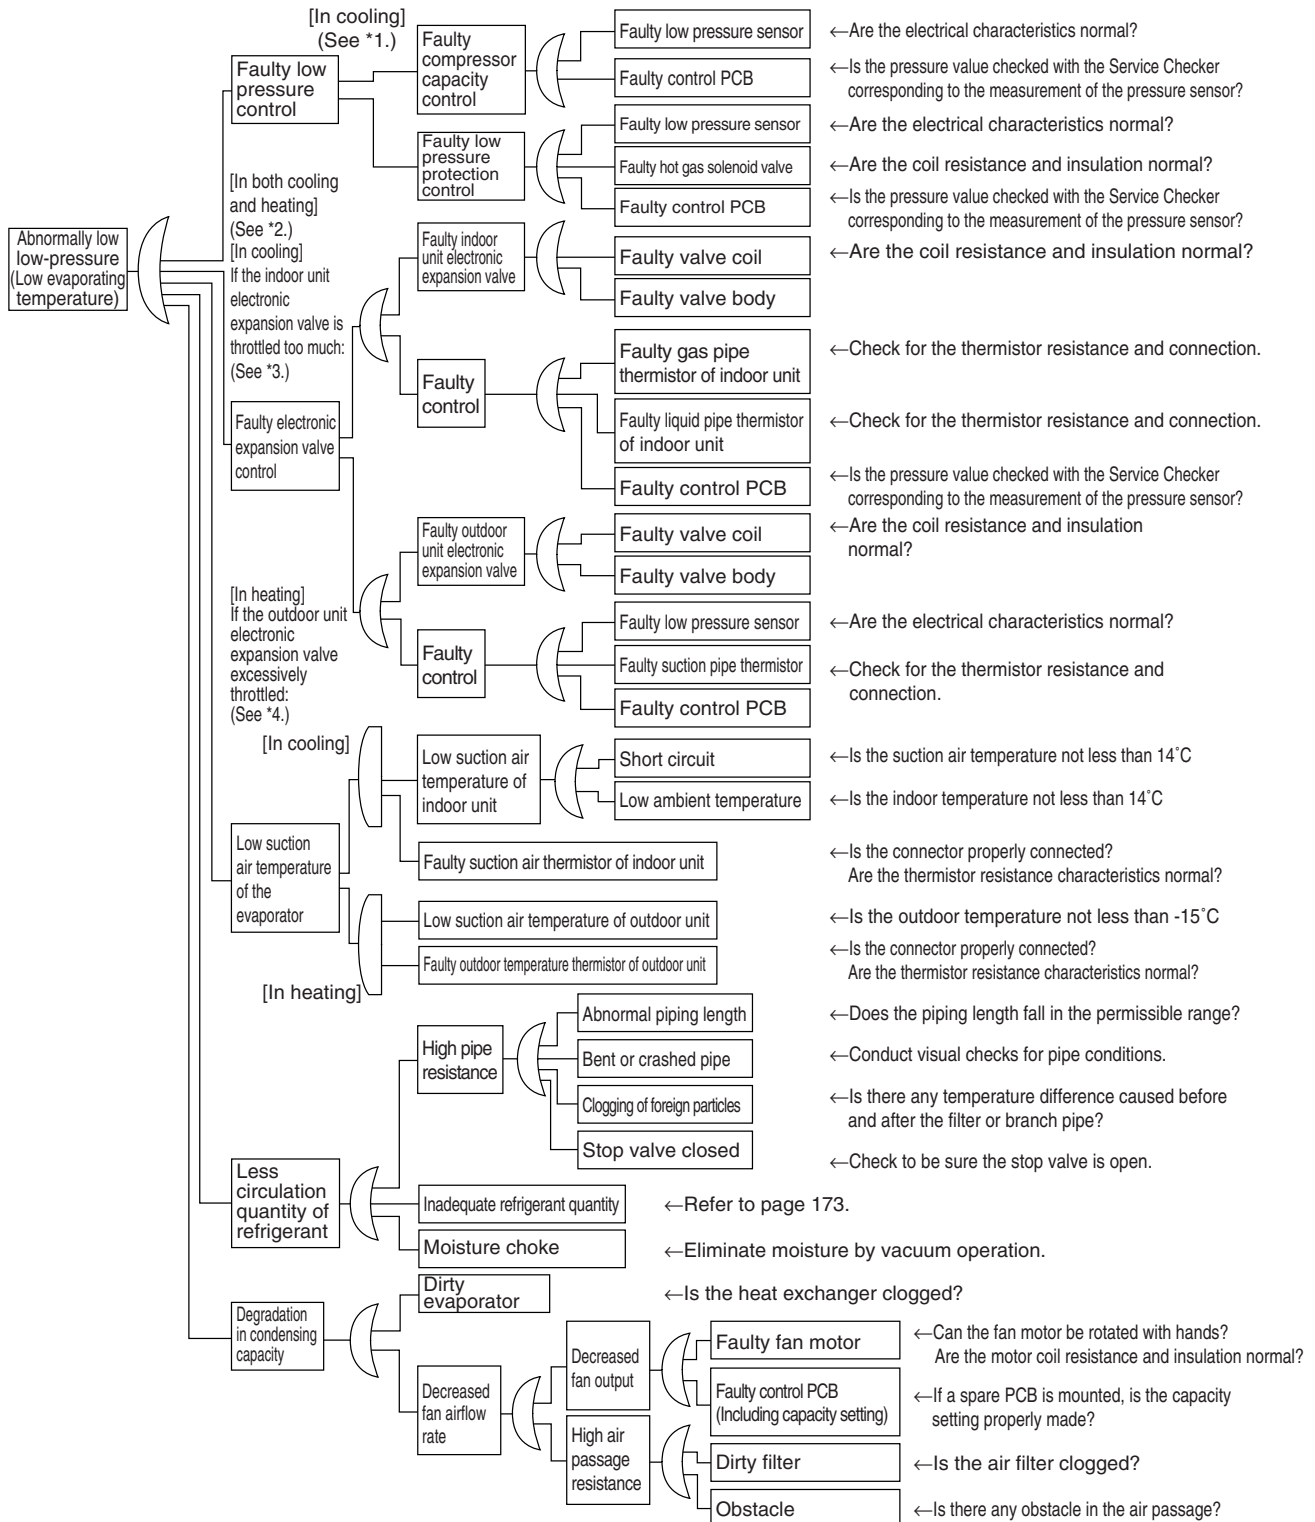 [In cooling]
(See *1.)
Faulty low
pressure
control
Faulty
compressor
capacity
control
Faulty low pressure sensor
←Are the electrical characteristics normal?
Faulty control PCB
←Is the pressure value checked with the Service Checker
corresponding to the measurement of the pressure sensor?
Faulty low
pressure
protection
control
Faulty low pressure sensor
←Are the electrical characteristics normal?
Faulty hot gas solenoid valve
←Are the coil resistance and insulation normal?
Faulty control PCB
←Is the pressure value checked with the Service Checker
corresponding to the measurement of the pressure sensor?
[In both cooling
and heating]
(See *2.)
[In cooling]
If the indoor unit
electronic
expansion valve is
throttled too much:
(See *3.)
Abnormally low
low-pressure
(Low evaporating
temperature)
Faulty indoor
unit electronic
expansion valve
Faulty valve coil
←Are the coil resistance and insulation normal?
Faulty valve body
Faulty
control
Faulty gas pipe
thermistor of indoor unit
←Check for the thermistor resistance and connection.
Faulty liquid pipe thermistor
of indoor unit
←Check for the thermistor resistance and connection.
Faulty control PCB
←Is the pressure value checked with the Service Checker
corresponding to the measurement of the pressure sensor?
Faulty electronic
expansion valve
control
Faulty outdoor
unit electronic
expansion valve
Faulty valve coil
←Are the coil resistance and insulation
normal?
Faulty valve body
[In heating]
If the outdoor unit
electronic
expansion valve
excessively
throttled:
(See *4.)
Faulty
control
Faulty low pressure sensor
←Are the electrical characteristics normal?
Faulty suction pipe thermistor
←Check for the thermistor resistance and
connection.
Faulty control PCB
[In cooling]
Low suction air
temperature of
indoor unit
Short circuit
←Is the suction air temperature not less than 14˚C
Low ambient temperature
←Is the indoor temperature not less than 14˚C
Low suction
air temperature
of the
evaporator
Faulty suction air thermistor of indoor unit
←Is the connector properly connected?
Are the thermistor resistance characteristics normal?
Low suction air temperature of outdoor unit
←Is the outdoor temperature not less than -15˚C
Faulty outdoor temperature thermistor of outdoor unit
←Is the connector properly connected?
Are the thermistor resistance characteristics normal?
[In heating]
High pipe
resistance
Abnormal piping length
←Does the piping length fall in the permissible range?
Bent or crashed pipe
←Conduct visual checks for pipe conditions.
Clogging of foreign particles
←Is there any temperature difference caused before
and after the filter or branch pipe?
Stop valve closed
←Check to be sure the stop valve is open.
Less
circulation
quantity of
refrigerant
Inadequate refrigerant quantity
←Refer to page 173.
Moisture choke
←Eliminate moisture by vacuum operation.
Dirty
evaporator
←Is the heat exchanger clogged?
Degradation
in condensing
capacity
Decreased
fan airflow
rate
Decreased
fan output
Faulty fan motor
←Can the fan motor be rotated with hands?
Are the motor coil resistance and insulation normal?
Faulty control PCB
(Including capacity setting)
←If a spare PCB is mounted, is the capacity
setting properly made?
High air
passage
resistance
Dirty filter
←Is the air filter clogged?
Obstacle
←Is there any obstacle in the air passage?